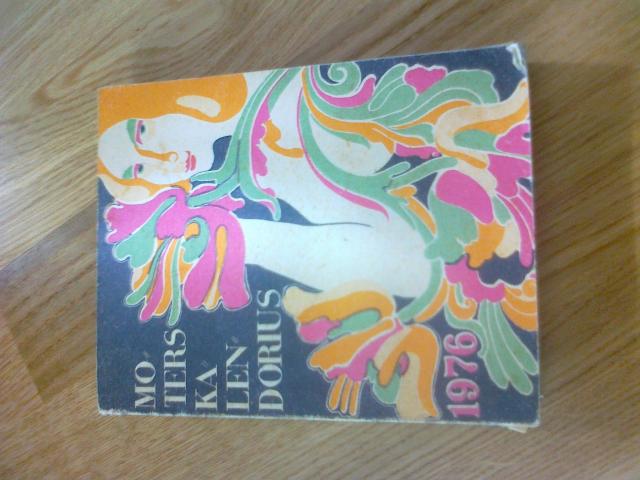 MO"
TERS
KA"
LEN"
DORIUS
1976